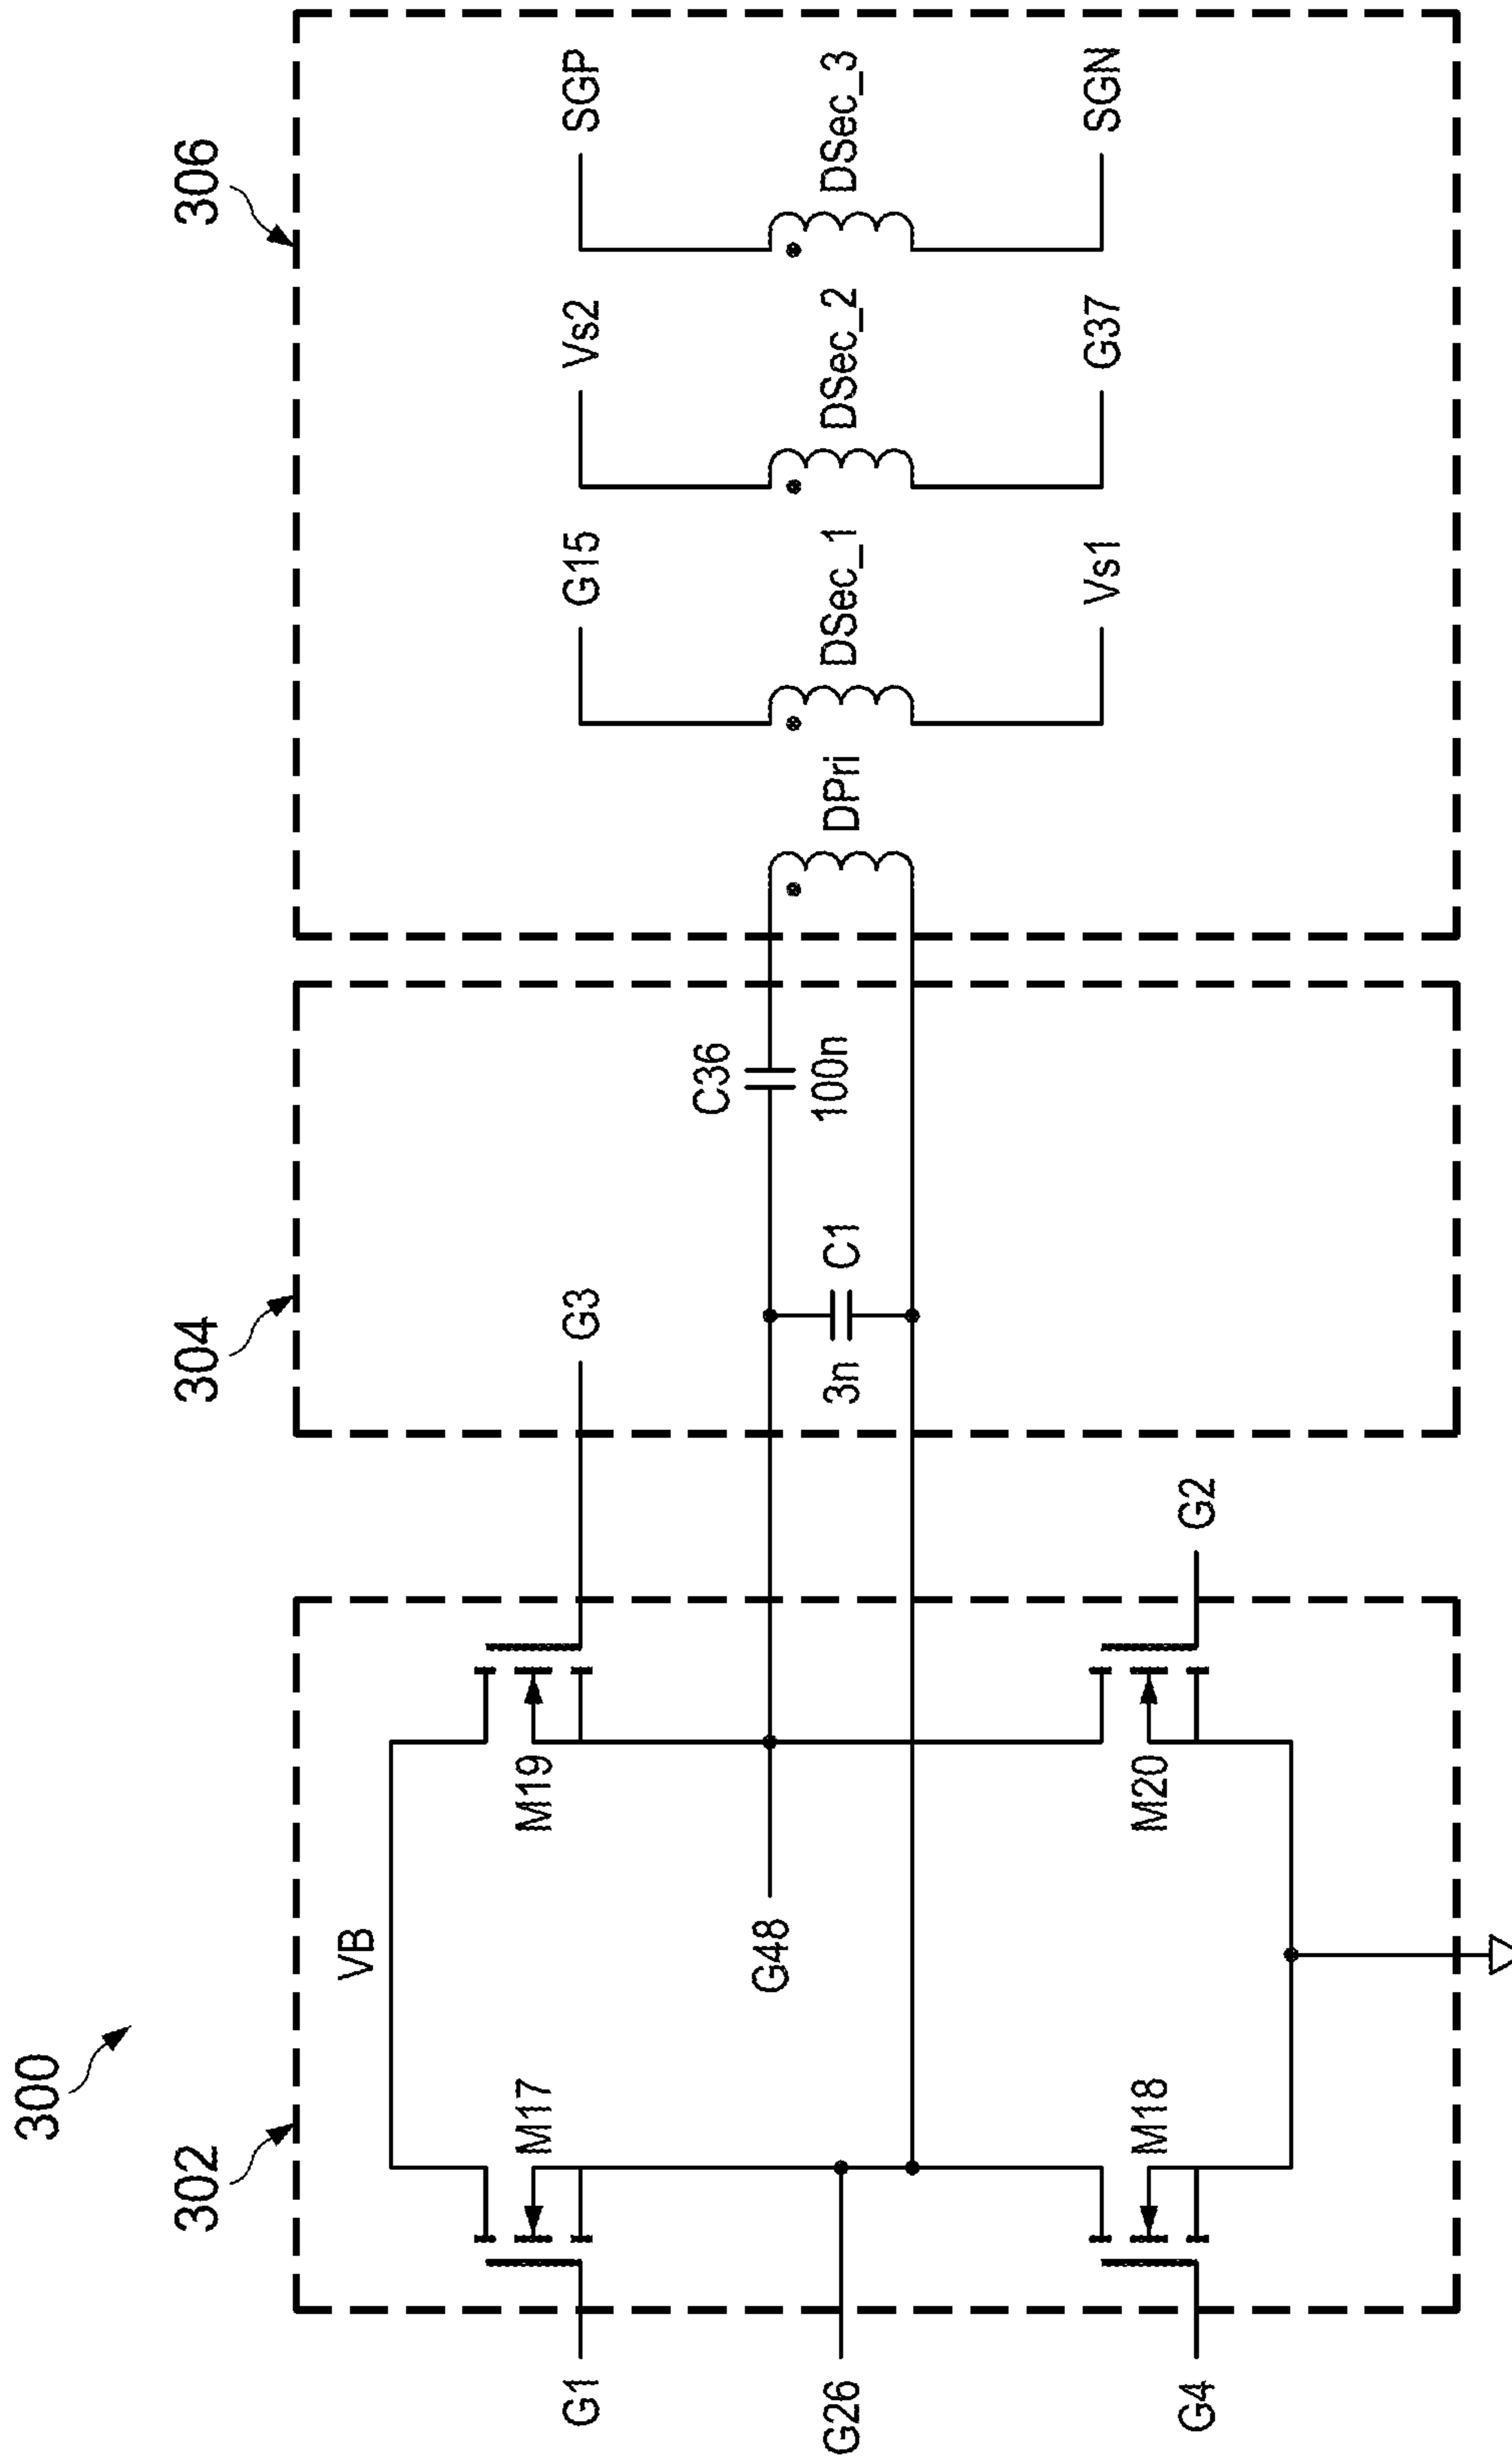 300
302
304
306
VB
G1
M17
M19
G3
G15
Vs2
SGP
G26
G48
3n
C1
C36
100n
DPri
DSec_1
DSec_2
DSec_3
G4
M18
M20
G2
Vs1
G37
SGN